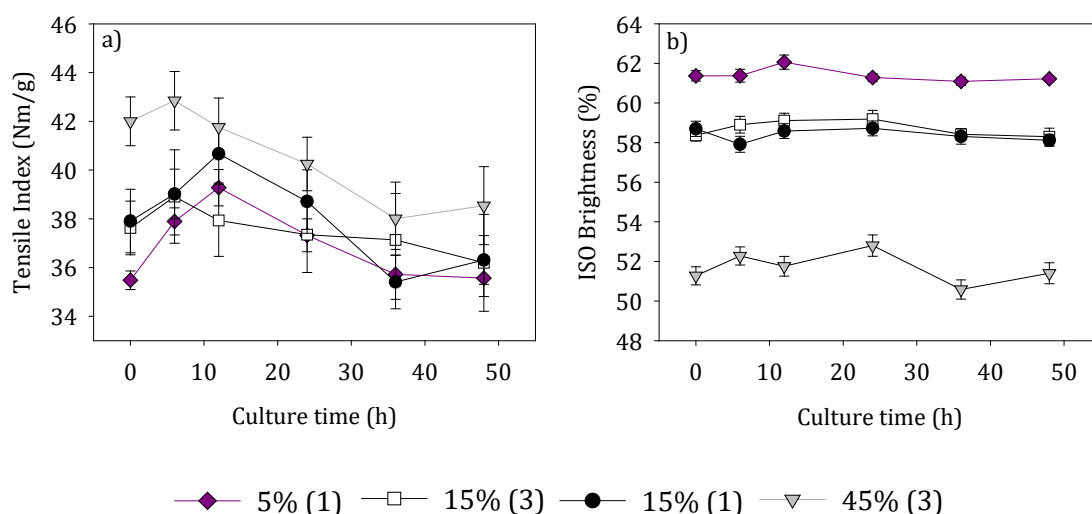 a)
Tensile Index (Nm/g)
46
44
42
40
38
36
35
0 10 20 30 40 50
Culture time (h)
b)
ISO Brightness (%)
64
62
60
58
56
54
52
50
48
0 10 20 30 40 50
Culture time (h)
5% (1) 15% (3) 15% (1) 45% (3)